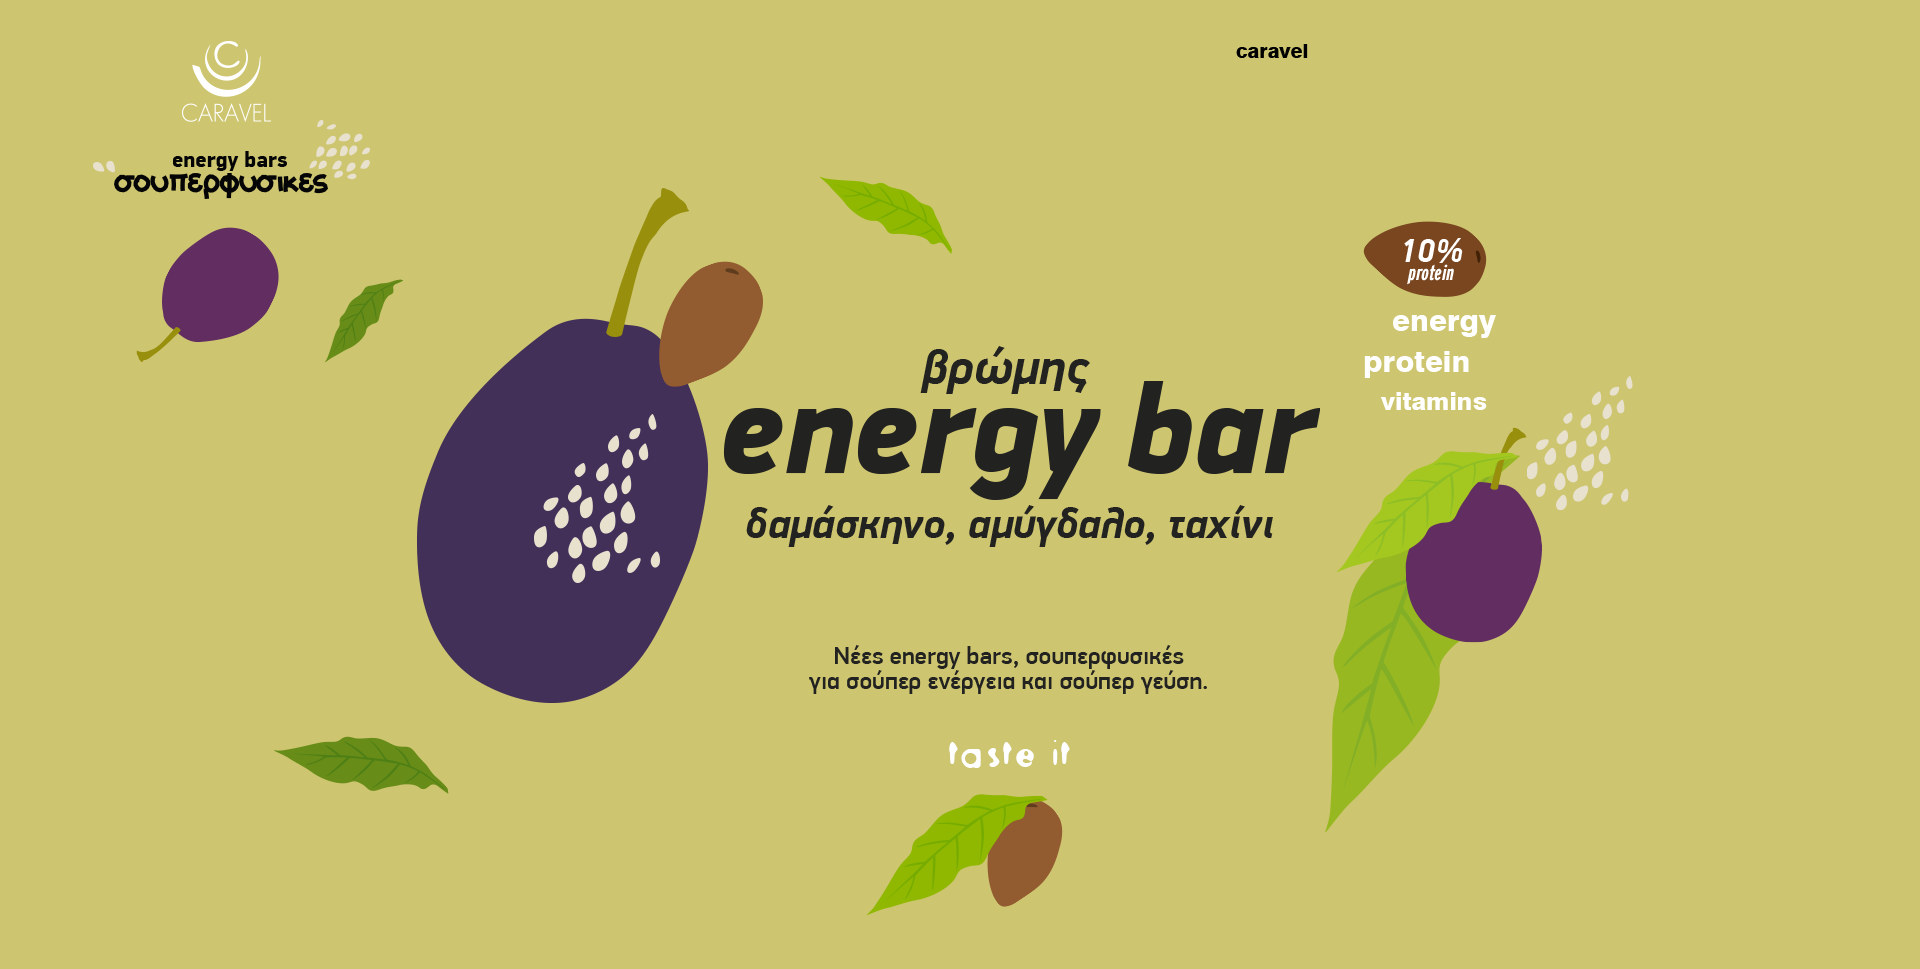 CARAVEL
energy bars
σουπερφυσικες
caravel
10%
protein
energy
protein
vitamins
βρώμης
energy bar
δαμάσκηνο, αμύγδαλο, ταχίνι
Νέες energy bars, σουπερφυσικές
για σούπερ ενέργεια και σούπερ γεύση.
taste it